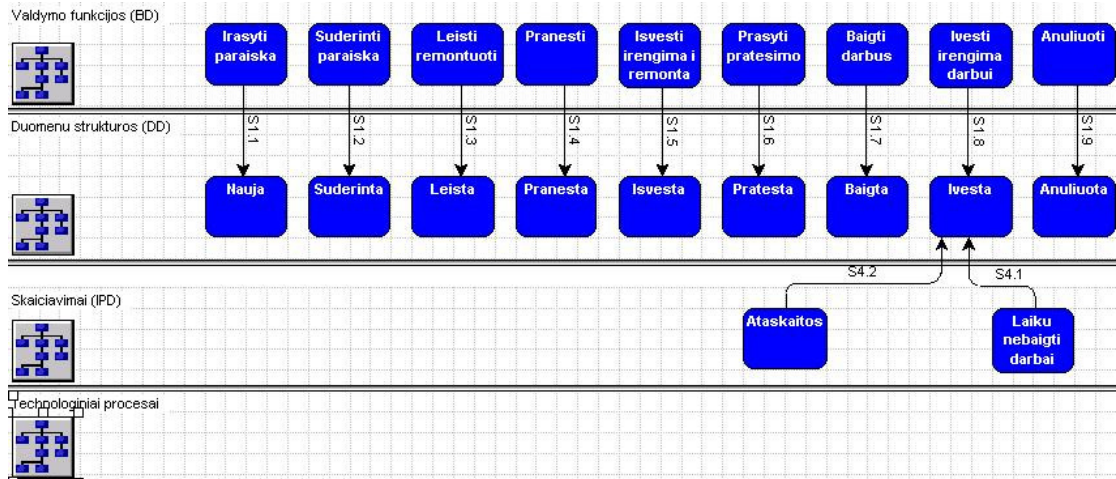 Valdymo funkcijos (BD)
Irasyti
paraiska
Suderinti
paraiska
Leisti
remontuoti
Pranesti
Isvesti
irengima i
remonta
Prasyti
pratesimo
Baigti
darbus
Ivesti
irengima
darbui
Anuliuoti
Duomenu strukturos (DD)
S1.1
S1.2
S1.3
S1.4
S1.5
S1.6
S1.7
S1.8
S1.9
Nauja
Suderinta
Leista
Pranesta
Isvesta
Pratesta
Baigta
Ivesta
Anuliuota
S4.2
S4.1
Skaiciavimai (IPD)
Ataskaitos
Laiku
nebaigti
darbai
Technologiniai procesai